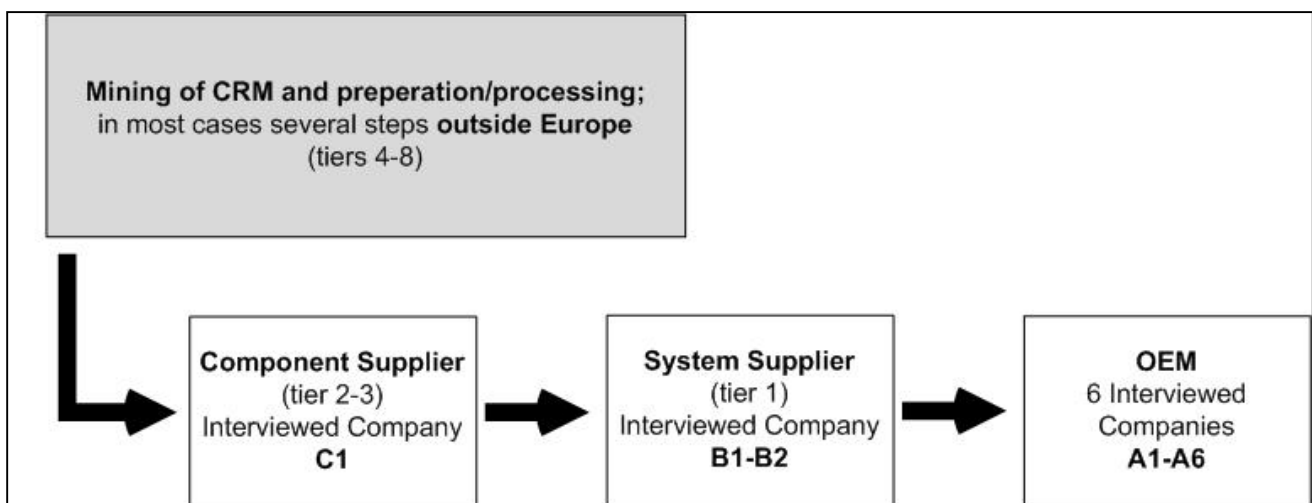 Mining of CRM and preperation/processing;
in most cases several steps outside Europe
(tiers 4-8)
Component Supplier
(tier 2-3)
Interviewed Company
C1
System Supplier
(tier 1)
Interviewed Company
B1-B2
OEM
6 Interviewed
Companies
A1-A6